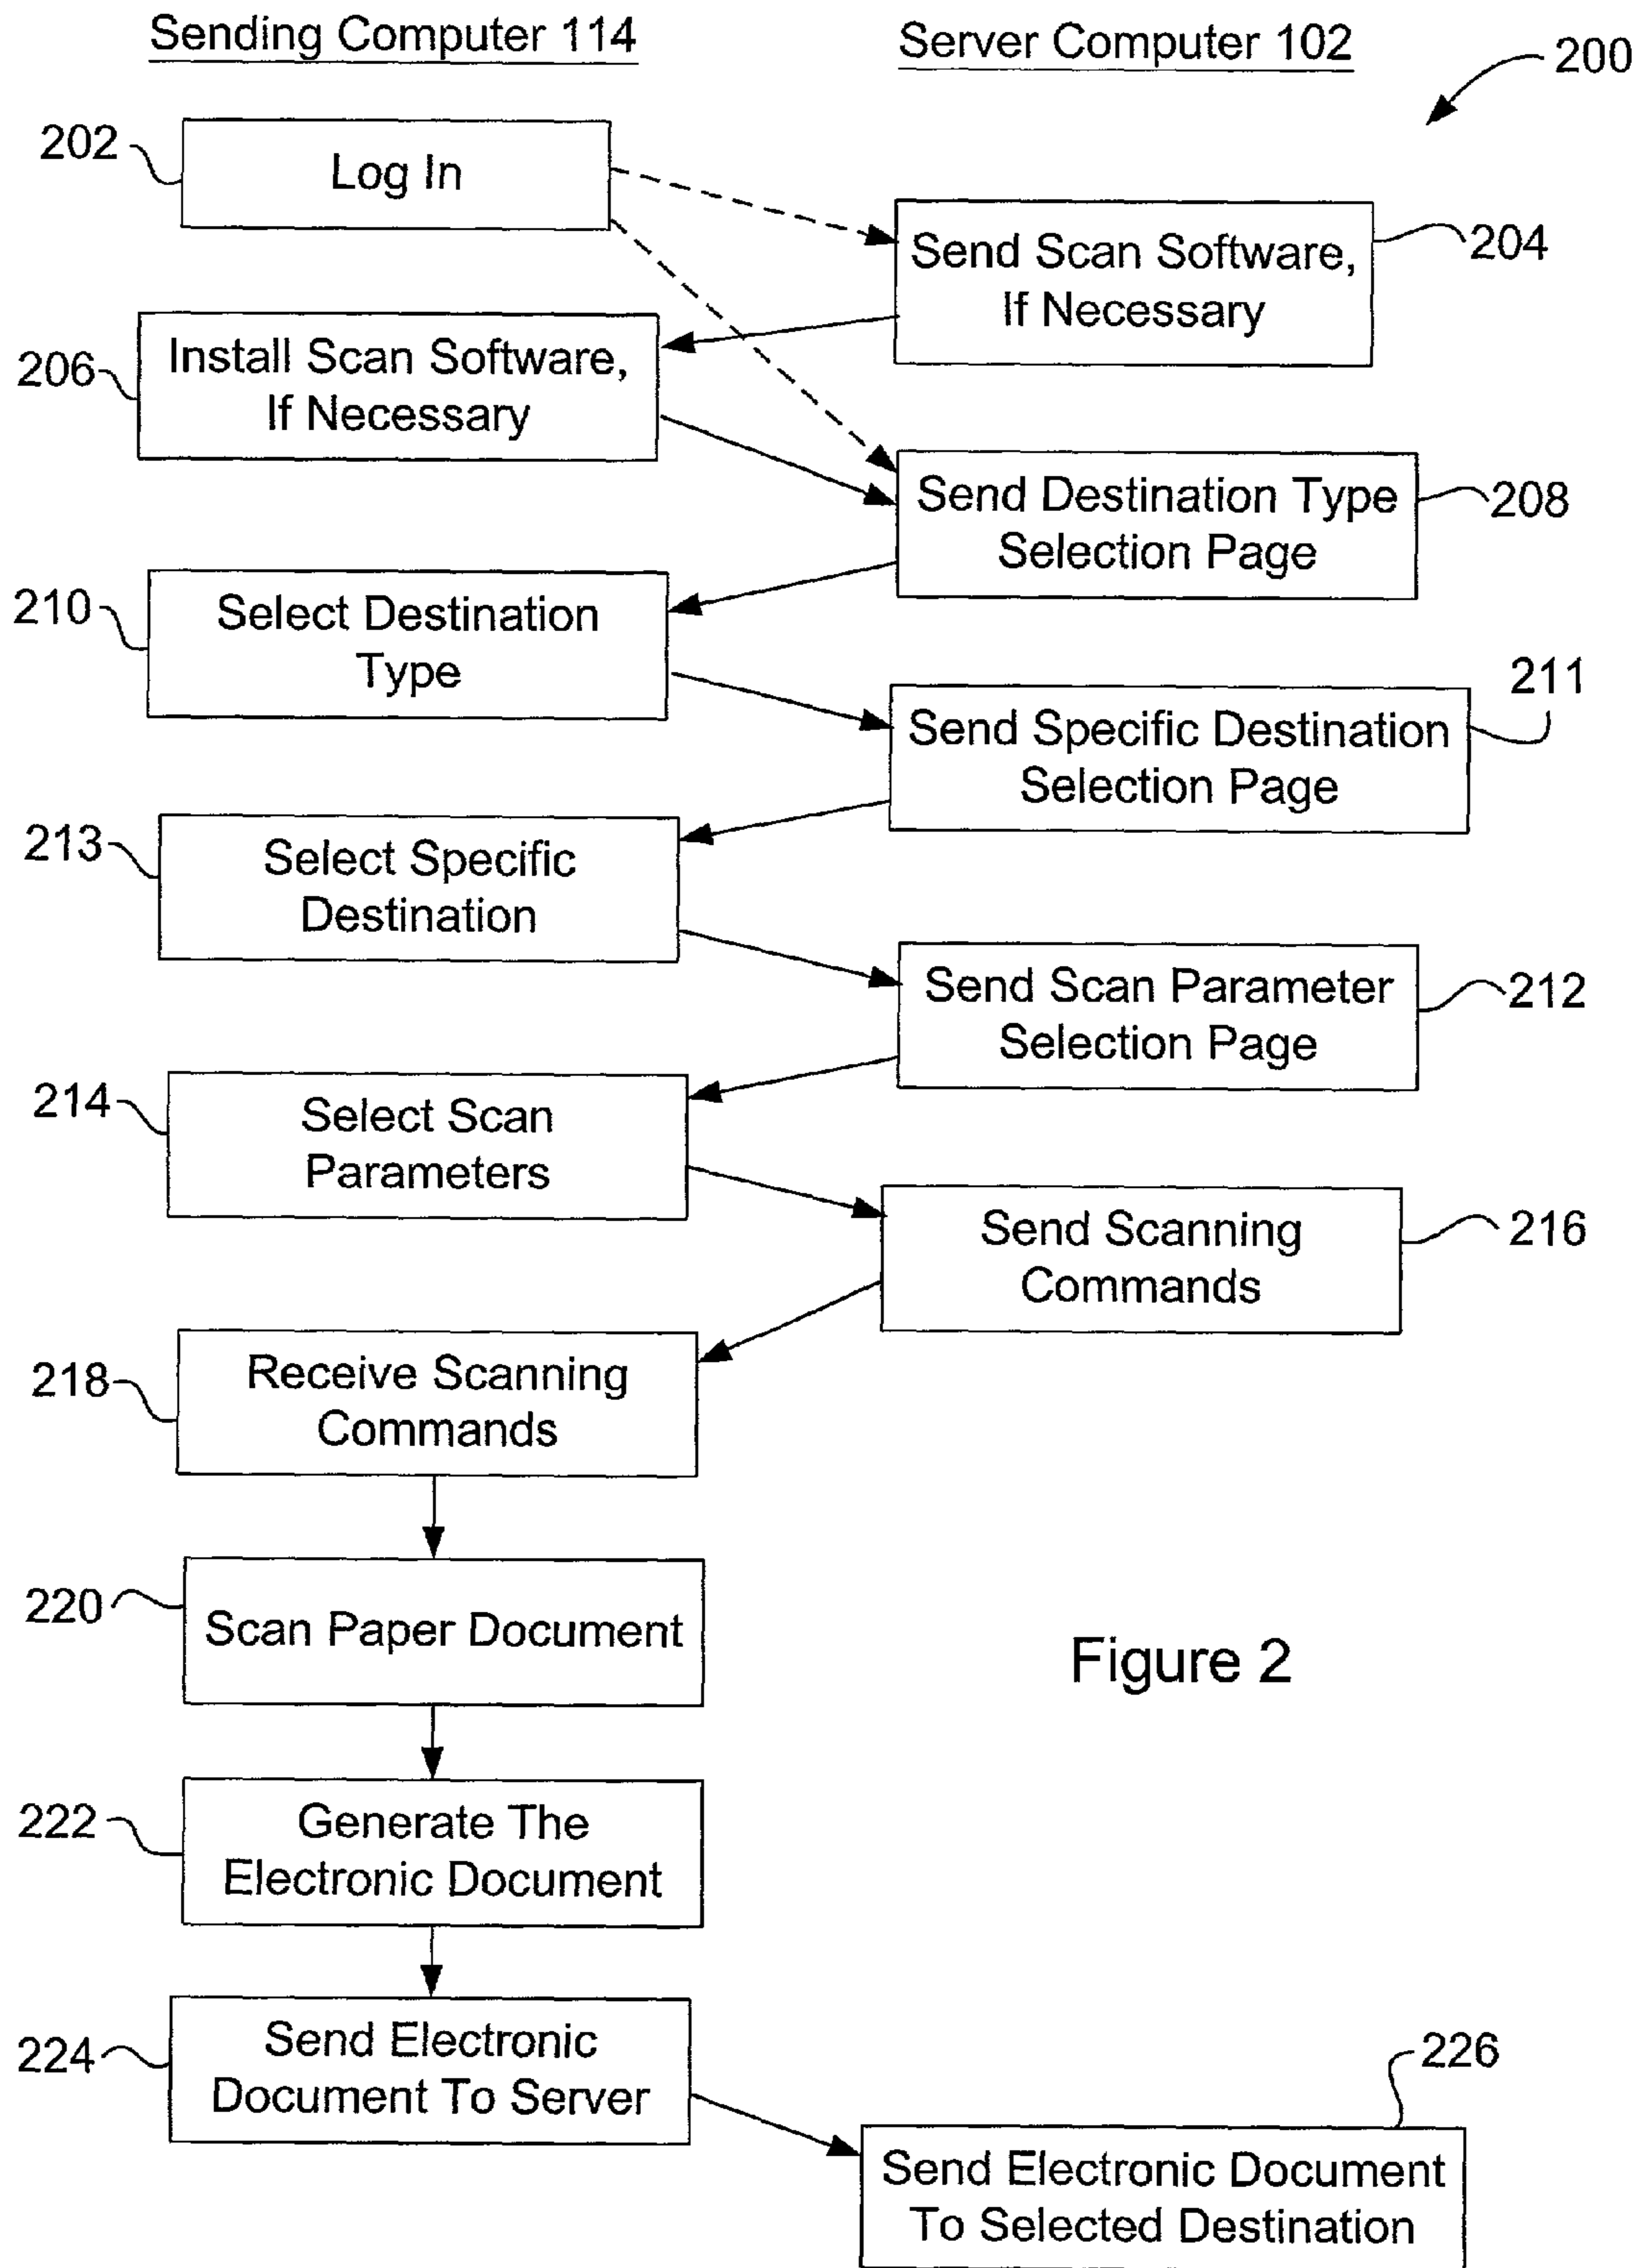 Sending Computer 114
Server Computer 102
200
202
Log In
Send Scan Software,
If Necessary
204
206
Install Scan Software,
If Necessary
Send Destination Type
Selection Page
208
210
Select Destination
Type
211
Send Specific Destination
Selection Page
213
Select Specific
Destination
Send Scan Parameter
Selection Page
212
214
Select Scan
Parameters
Send Scanning
Commands
216
218
Receive Scanning
Commands
220
Scan Paper Document
Figure 2
222
Generate The
Electronic Document
224
Send Electronic
Document To Server
226
Send Electronic Document
To Selected Destination